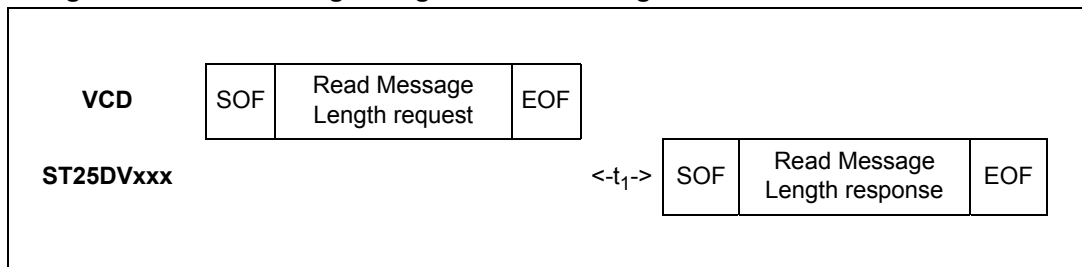 VCD SOF Read Message Length request EOF
ST25DVxxx <-t1-> SOF Read Message Length response EOF